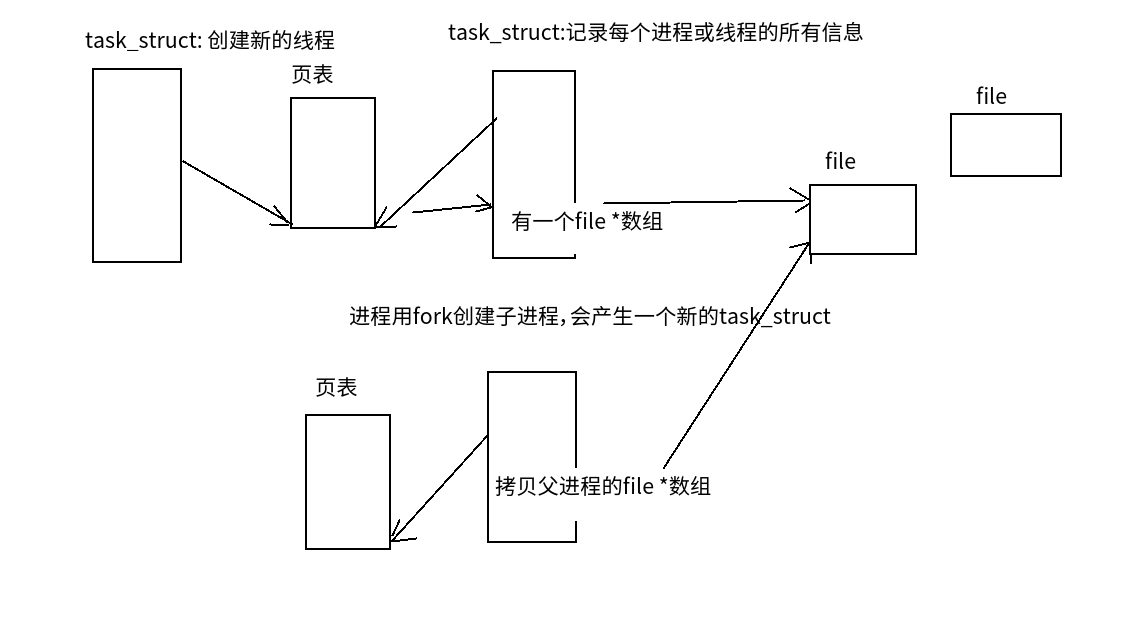 task_struct: 创建新的线程
task_struct:记录每个进程或线程的所有信息
页表
file
file
有一个file *数组
进程用fork创建子进程，会产生一个新的task_struct
页表
拷贝父进程的file *数组